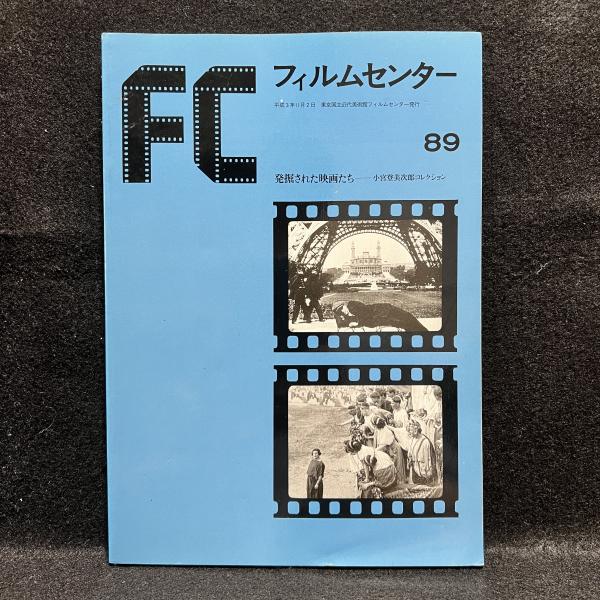 FC
フィルムセンター
平成3年11月2日 東京国立近代美術館フィルムセンター発行
89
発掘された映画たち——小宮登美次郎コレクション